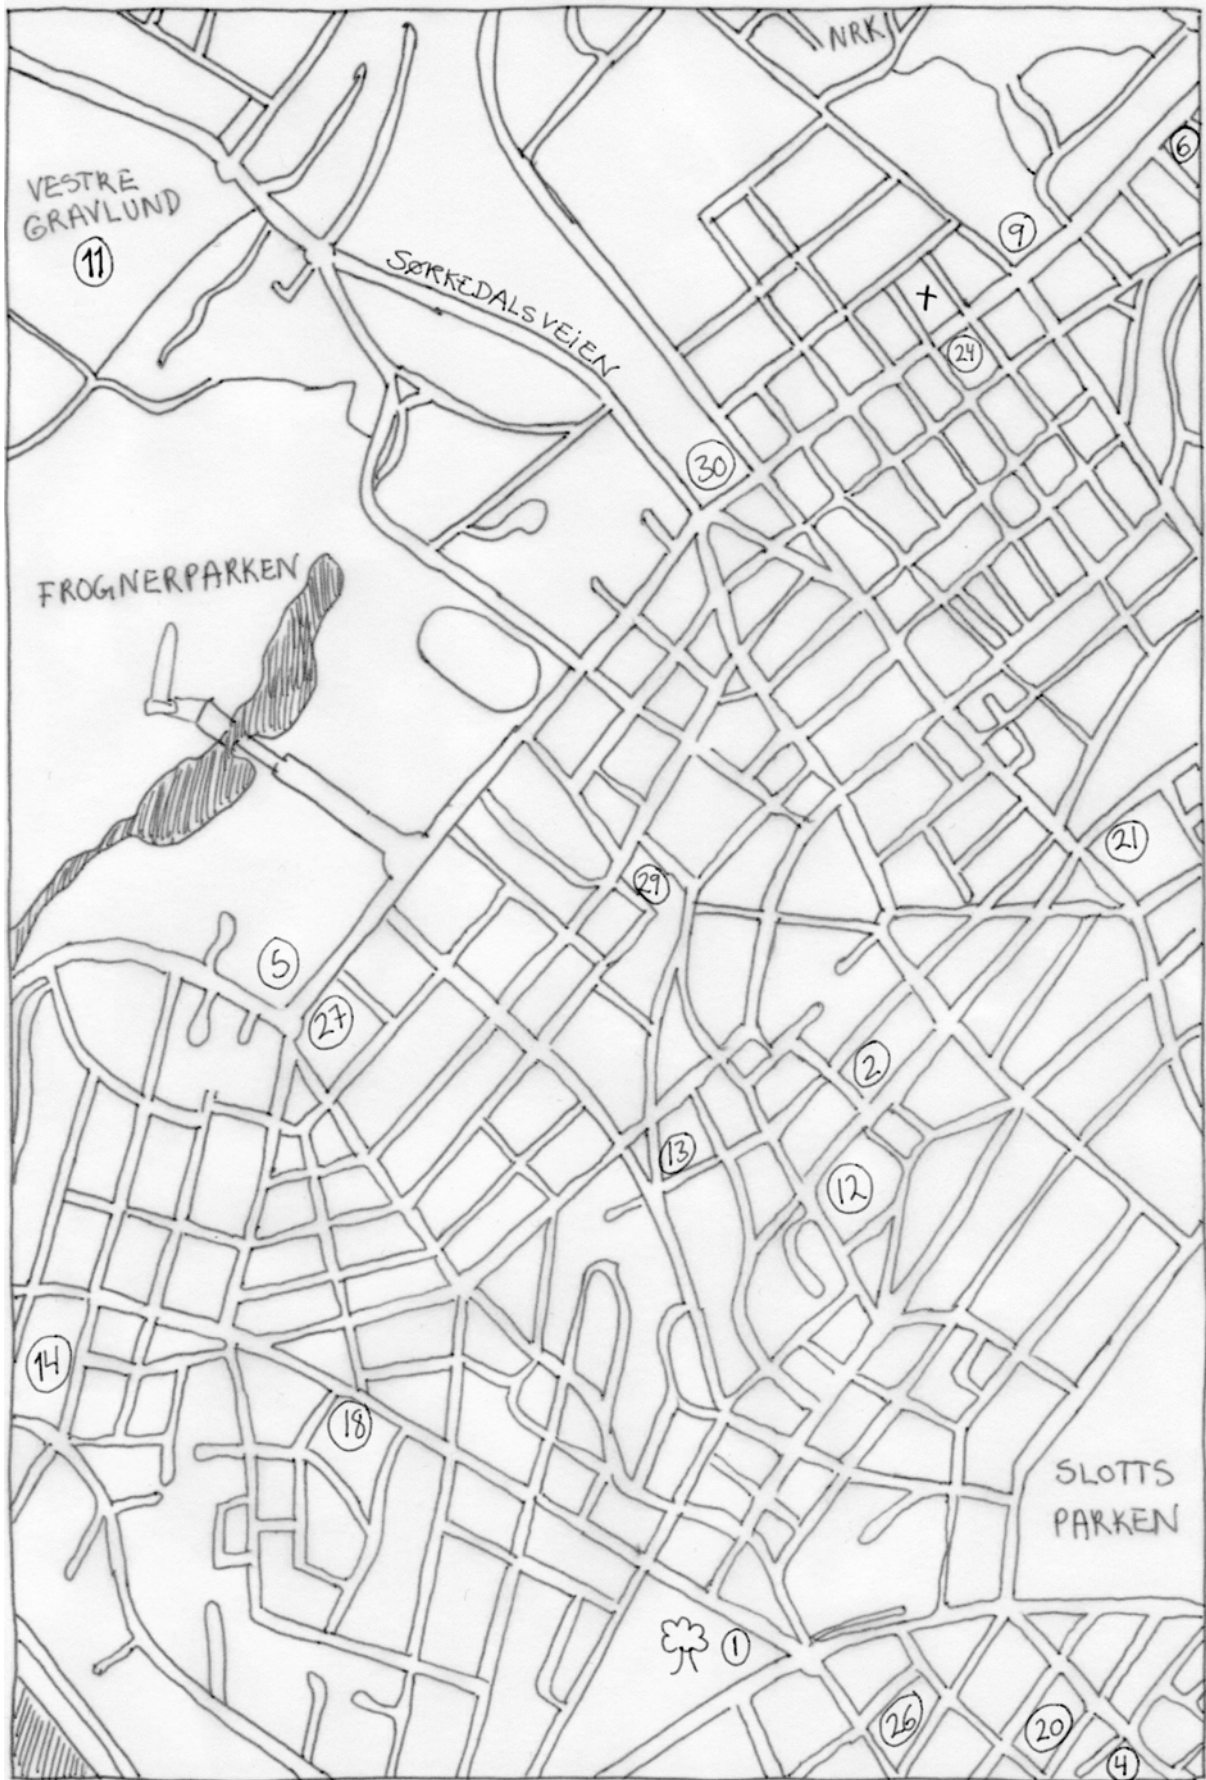 NRK
6
VESTRE
GRAVLUND
11
9
SØRKEDALSVEIEN
24
30
FROGNERPARKEN
21
29
5
27
2
13
12
14
18
SLOTTS
PARKEN
1
26
20
4